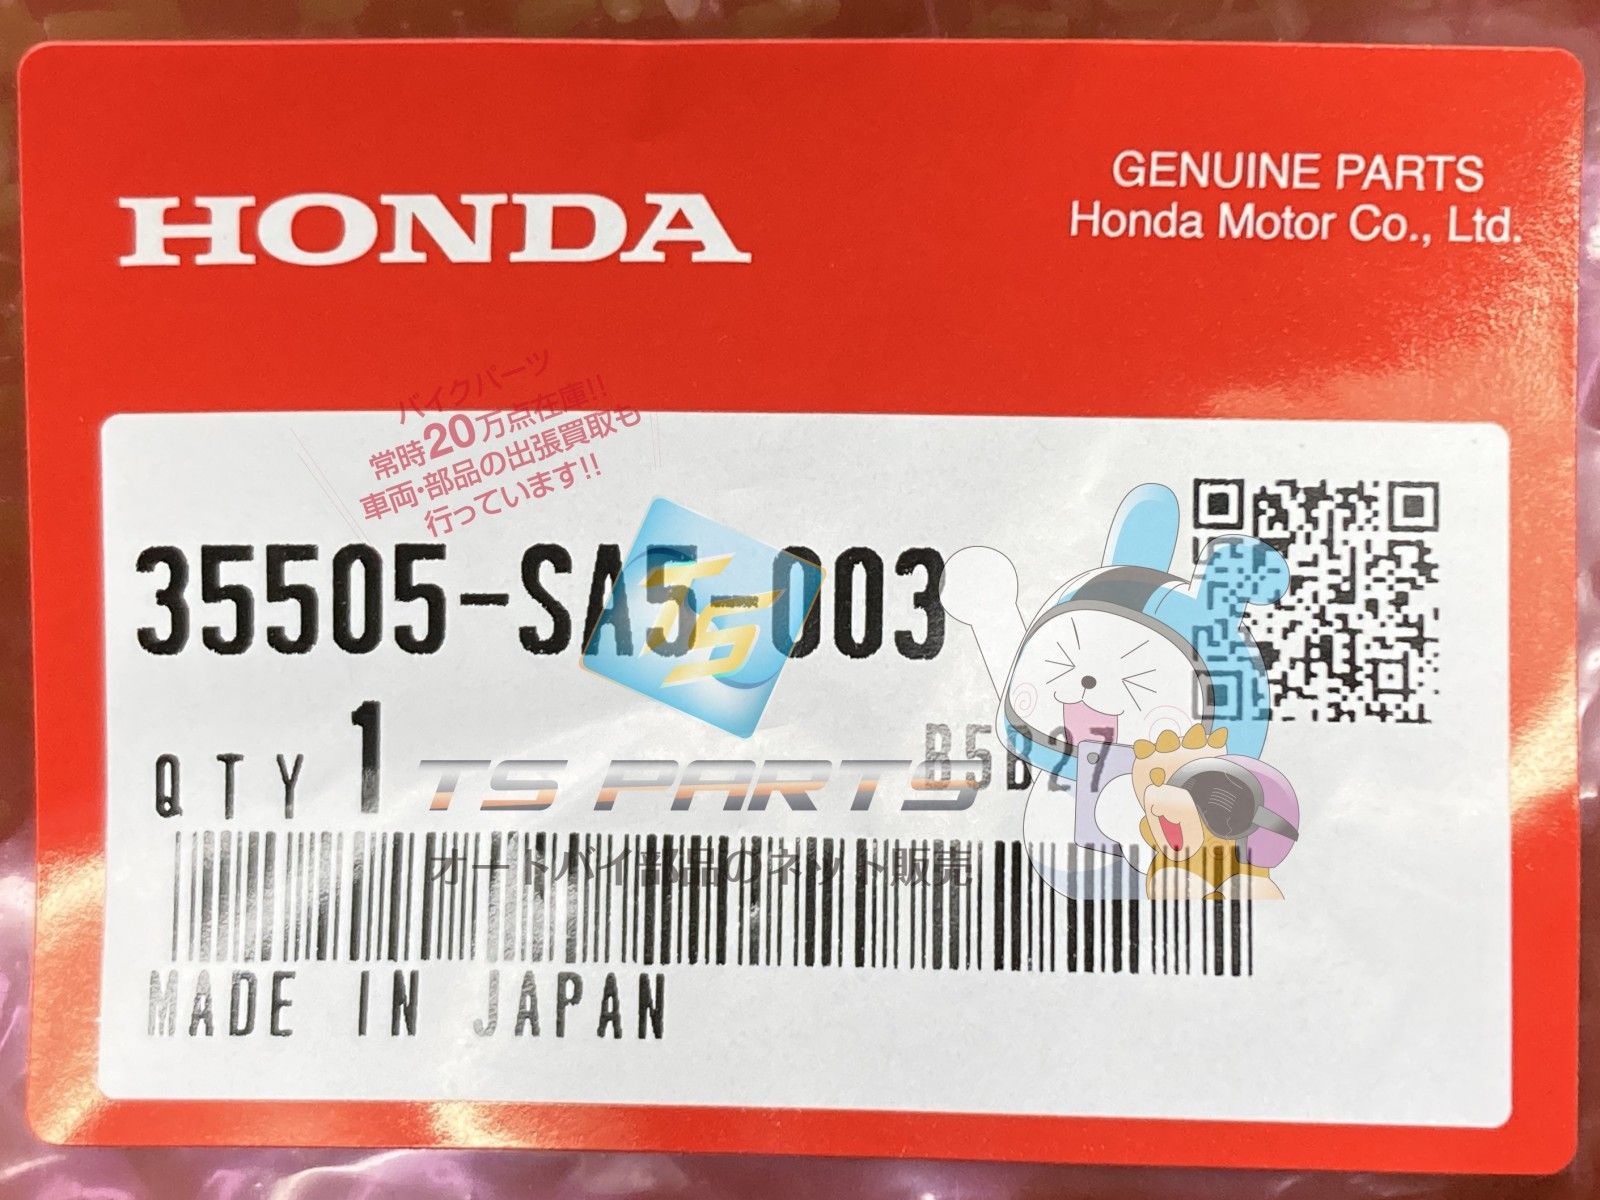 HONDA
GENUINE PARTS
Honda Motor Co., Ltd.
バイクパーツ
常時20万点在庫!!
車両・部品の出張買取も
行っています!!
35505-SA5-003
TS
QTY 1
B5B27
TS PARTS
オートバイ部品のネット販売
MADE IN JAPAN